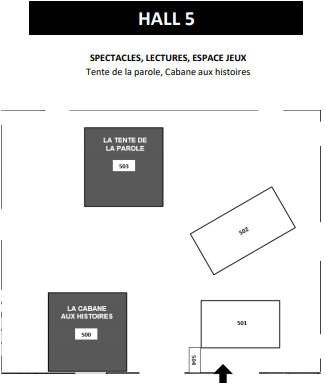 HALL 5
SPECTACLES, LECTURES, ESPACE JEUX
Tente de la parole, Cabane aux histoires
LA TENTE DE
LA PAROLE
503
502
LA CABANE
AUX HISTOIRES
500
501
504